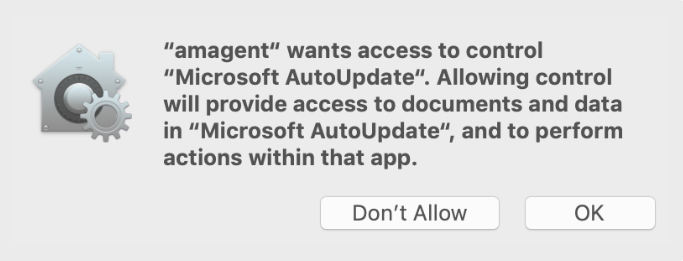 “amagent“ wants access to control
“Microsoft AutoUpdate“. Allowing control
will provide access to documents and data
in “Microsoft AutoUpdate“, and to perform
actions within that app.
Don’t Allow
OK